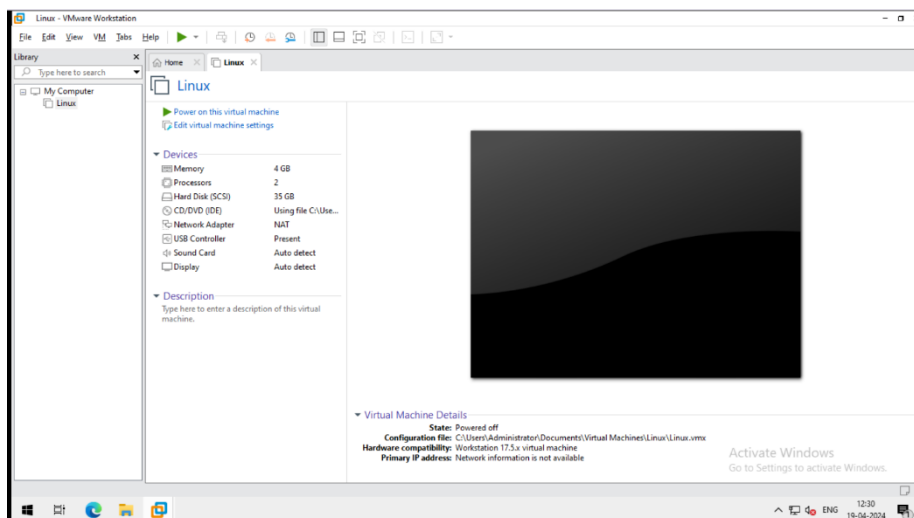 Linux - VMware Workstation
File Edit View VM Tabs Help
Library
Type here to search
My Computer
Linux
Home
Linux
Linux
Power on this virtual machine
Edit virtual machine settings
Devices
Memory 4 GB
Processors 2
Hard Disk (SCSI) 35 GB
CD/DVD (IDE) Using file C:\Use...
Network Adapter NAT
USB Controller Present
Sound Card Auto detect
Display Auto detect
Description
Type here to enter a description of this virtual
machine.
Virtual Machine Details
State: Powered off
Configuration file: C:\Users\Administrator\Documents\Virtual Machines\Linux\Linux.vmx
Hardware compatibility: Workstation 17.5.x virtual machine
Primary IP address: Network information is not available
Activate Windows
Go to Settings to activate Windows.
ENG
12:30
19-04-2024